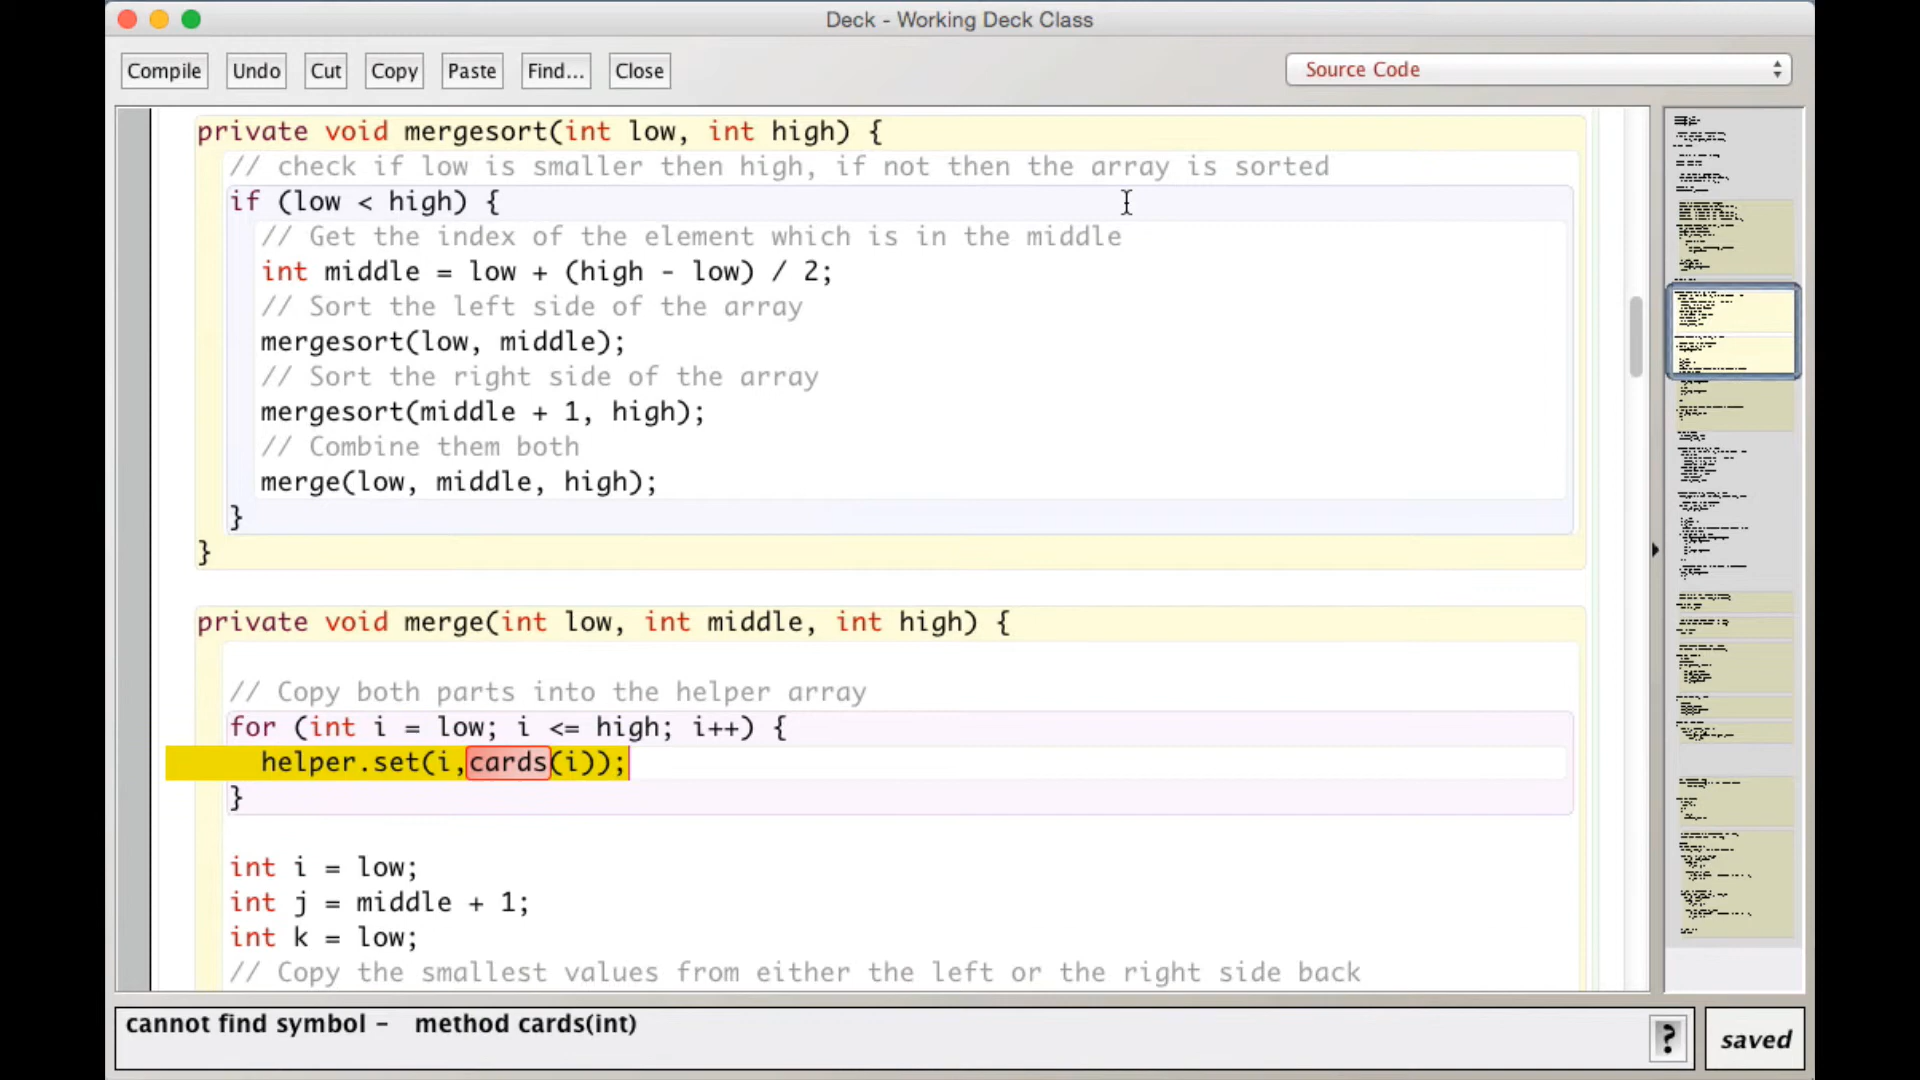 Deck - Working Deck Class
Compile Undo Cut Copy Paste Find... Close Source Code
private void mergesort(int low, int high) {
// check if low is smaller then high, if not then the array is sorted
if (low < high) {
// Get the index of the element which is in the middle
int middle = low + (high - low) / 2;
// Sort the left side of the array
mergesort(low, middle);
// Sort the right side of the array
mergesort(middle + 1, high);
// Combine them both
merge(low, middle, high);
}
}
private void merge(int low, int middle, int high) {
// Copy both parts into the helper array
for (int i = low; i <= high; i++) {
helper.set(i,cards(i));
}
int i = low;
int j = middle + 1;
int k = low;
// Copy the smallest values from either the left or the right side back
cannot find symbol - method cards(int)
? saved